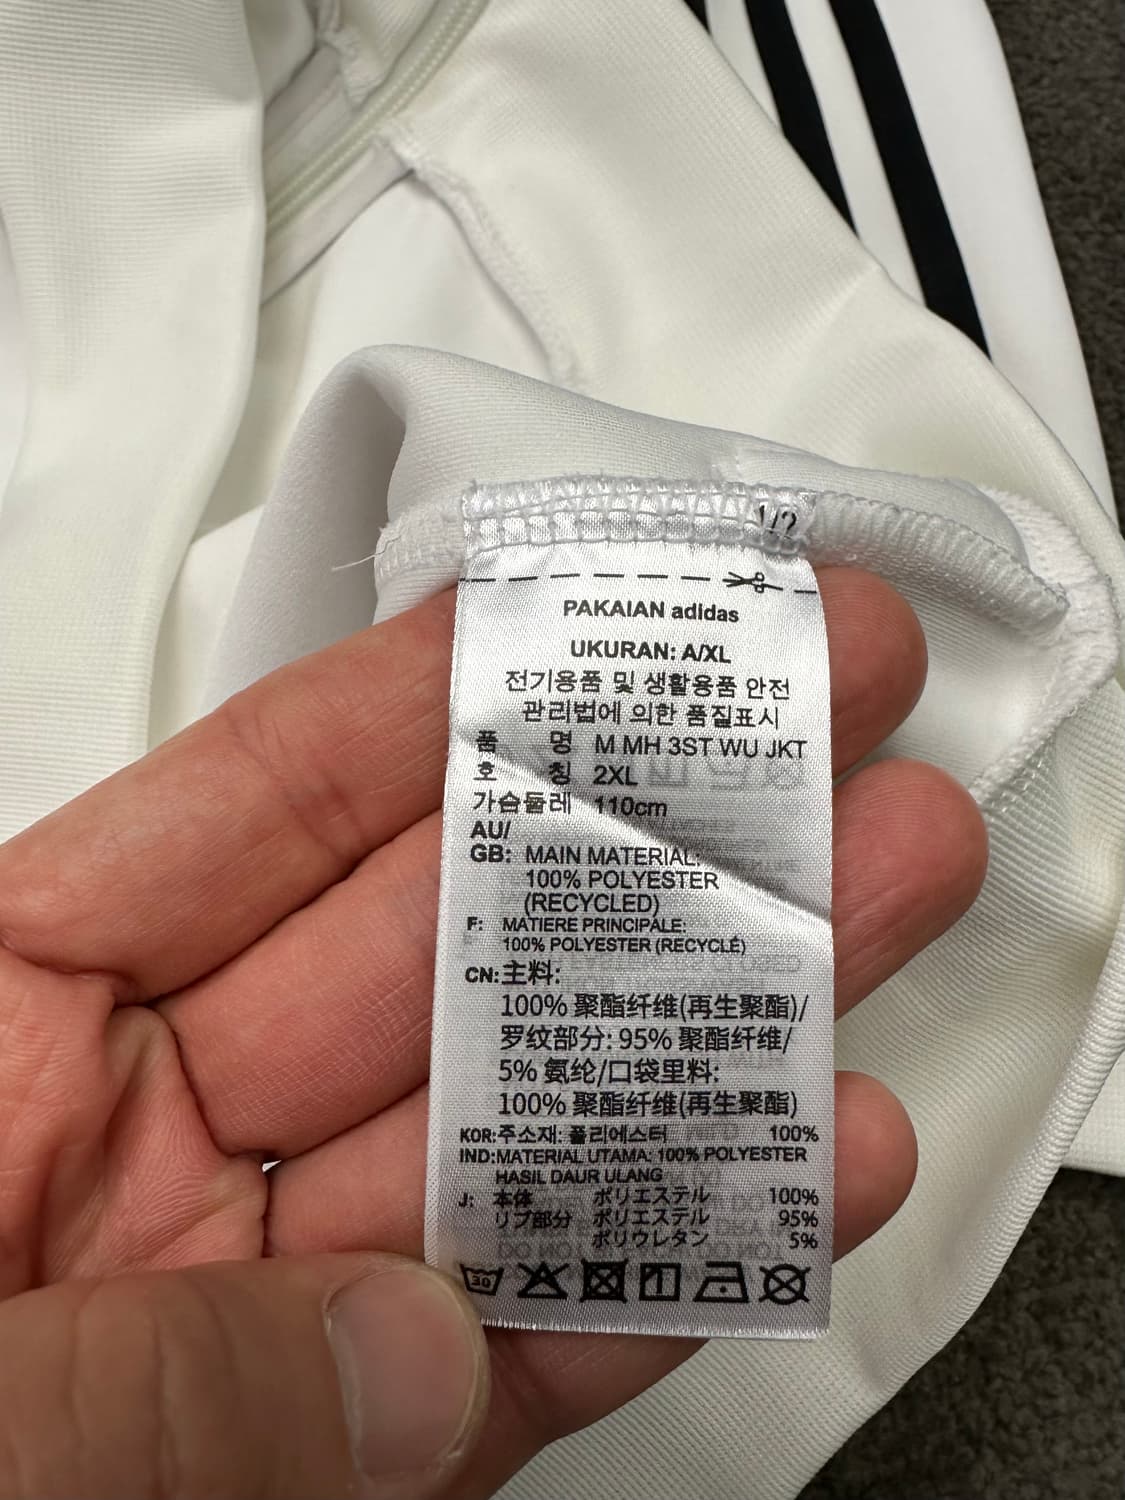 1/2
PAKAIAN adidas
UKURAN: A/XL
전기용품 및 생활용품 안전
관리법에 의한 품질표시
품 명 M MH 3ST WU JKT
호 칭 2XL
가슴둘레 110cm
AU/
GB: MAIN MATERIAL:
100% POLYESTER
(RECYCLED)
F: MATIERE PRINCIPALE:
100% POLYESTER (RECYCLÉ)
CN:主料:
100% 聚酯纤维(再生聚酯)/
罗纹部分: 95% 聚酯纤维/
5% 氨纶/口袋里料:
100% 聚酯纤维(再生聚酯)
KOR:주소재: 폴리에스터 100%
IND:MATERIAL UTAMA: 100% POLYESTER
HASIL DAUR ULANG
J: 本体 ポリエステル 100%
リブ部分 ポリエステル 95%
ポリウレタン 5%
30